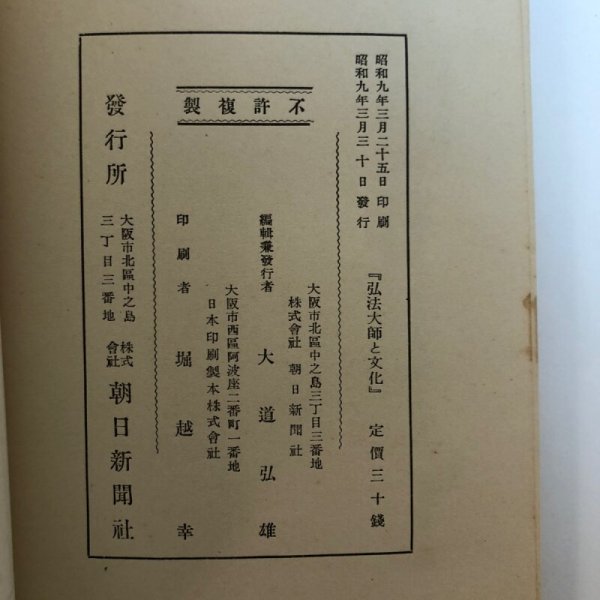 昭和九年三月二十五日 印刷
昭和九年三月三十日 發行
『弘法大師と文化』 定價三十錢
不許複製
大阪市北區中之島三丁目三番地
株式會社 朝日新聞社
編輯兼發行者 大道弘雄
大阪市西區阿波座二番町一番地
日本印刷製本株式會社
印刷者 堀越幸
發行所
大阪市北區中之島
三丁目三番地
株式
會社
朝日新聞社